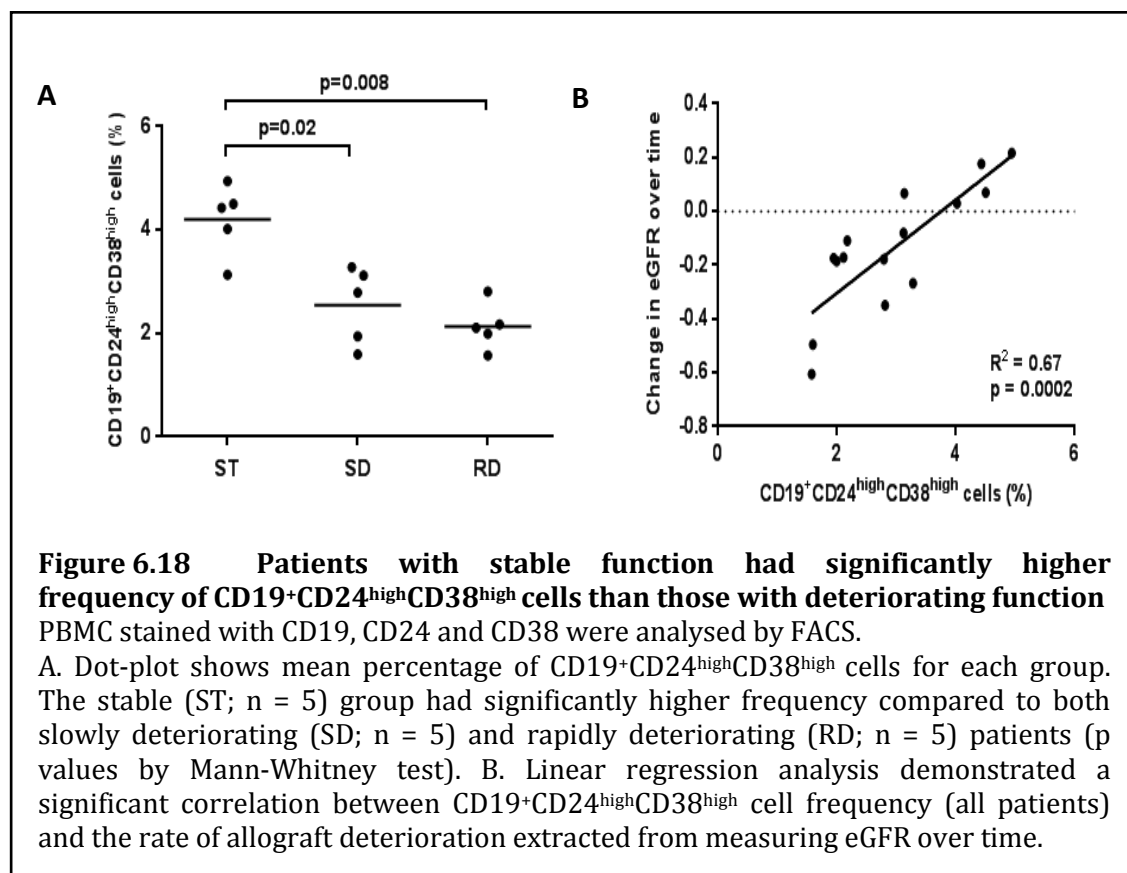 A
p=0.008
p=0.02
CD19+CD24highCD38high cells (%)
6
4
2
0
ST SD RD
B
Change in eGFR over time
0.4
0.2
0.0
-0.2
-0.4
-0.6
-0.8
R2 = 0.67
p = 0.0002
0 2 4 6
CD19+CD24highCD38high cells (%)
Figure 6.18 Patients with stable function had significantly higher
frequency of CD19+CD24highCD38high cells than those with deteriorating function
PBMC stained with CD19, CD24 and CD38 were analysed by FACS.
A. Dot-plot shows mean percentage of CD19+CD24highCD38high cells for each group.
The stable (ST; n = 5) group had significantly higher frequency compared to both
slowly deteriorating (SD; n = 5) and rapidly deteriorating (RD; n = 5) patients (p
values by Mann-Whitney test). B. Linear regression analysis demonstrated a
significant correlation between CD19+CD24highCD38high cell frequency (all patients)
and the rate of allograft deterioration extracted from measuring eGFR over time.